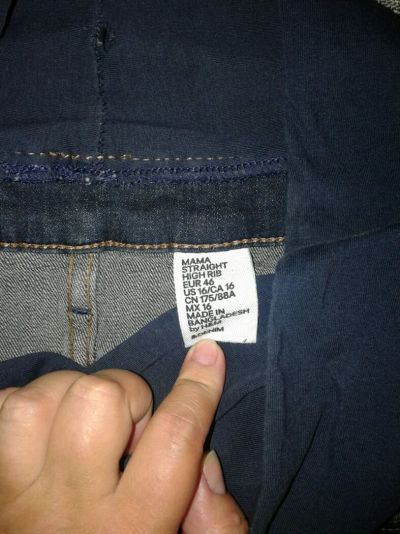 MAMA
STRAIGHT
HIGH RIB
EUR 46
US 16/CA 16
CN 175/88A
MX 16
MADE IN
BANGLADESH
by H&M
&DENIM